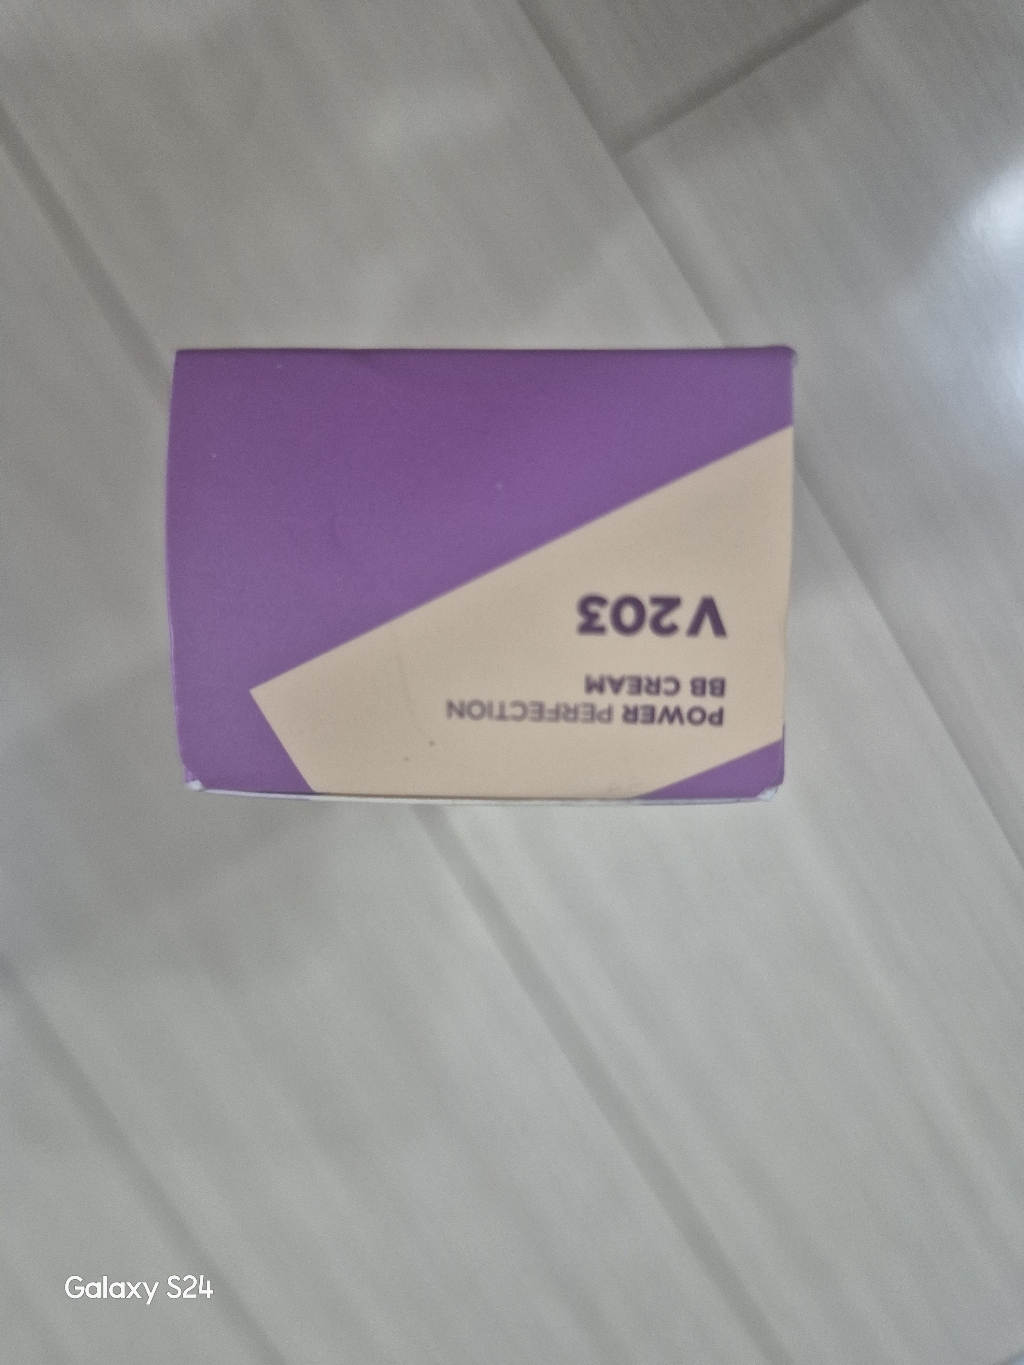 POWER PERFECTION
BB CREAM
V203
Galaxy S24